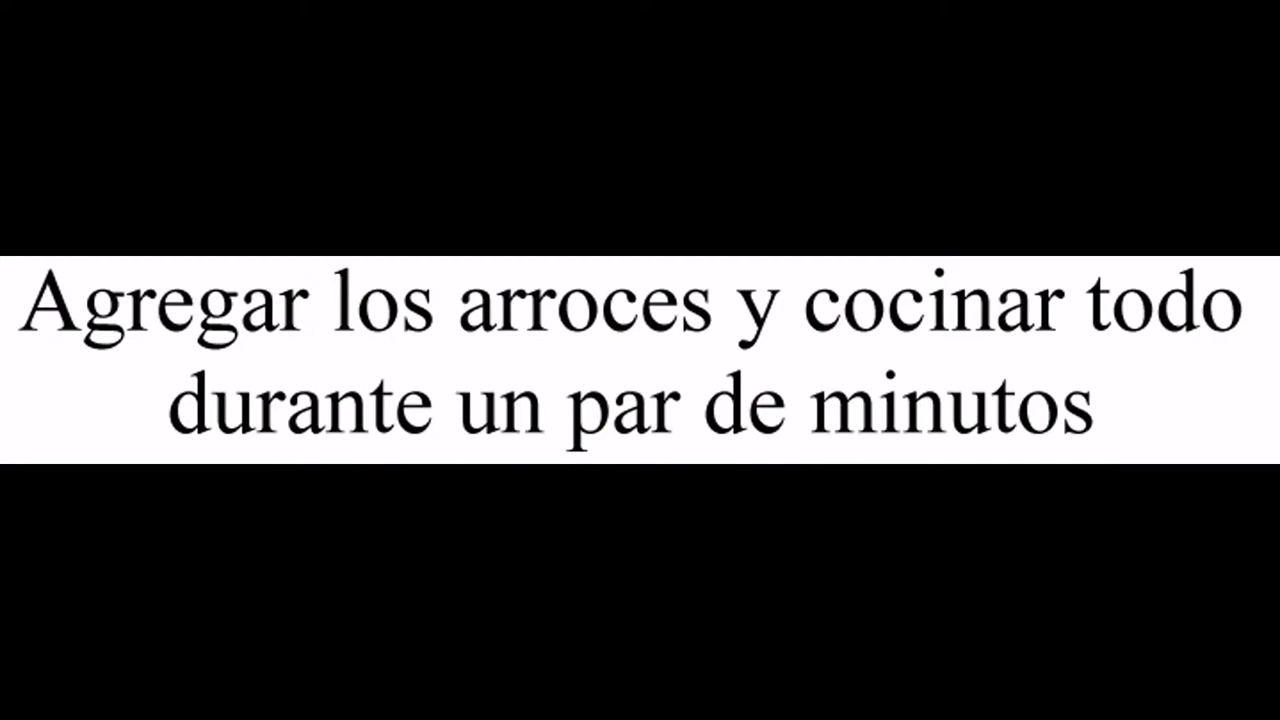 Agregar los arroces y cocinar todo
durante un par de minutos